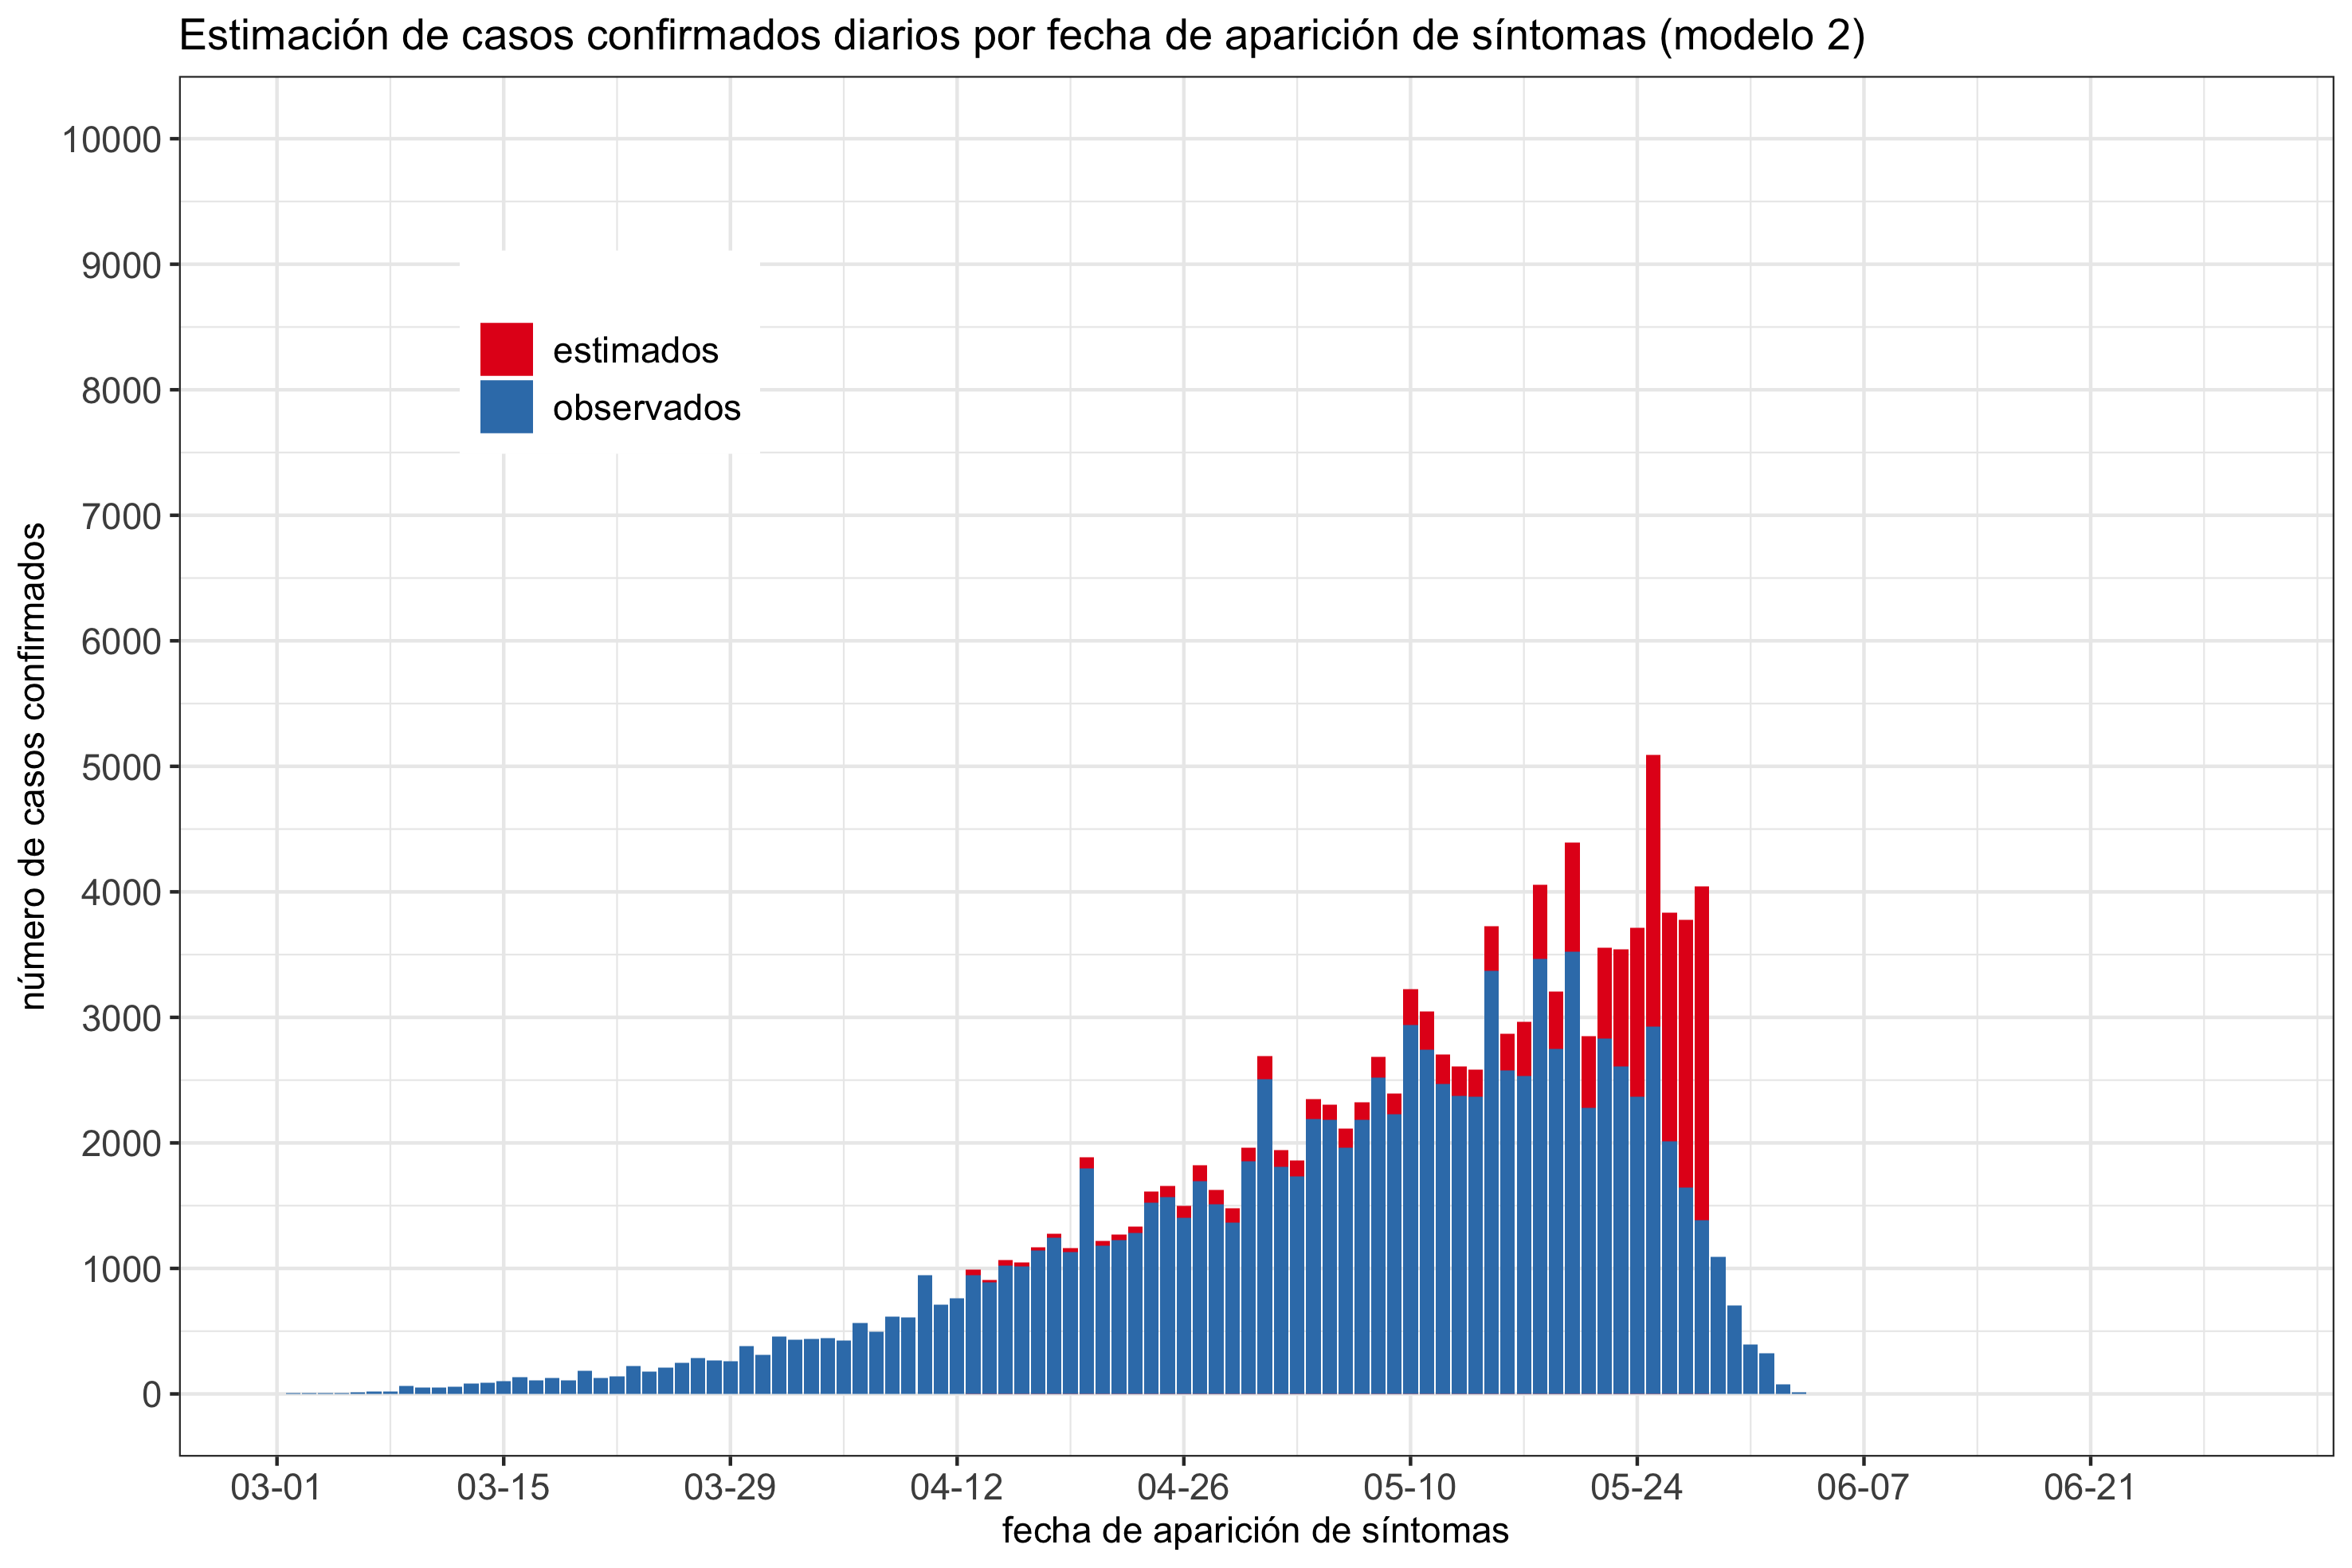 Estimación de casos confirmados diarios por fecha de aparición de síntomas (modelo 2)
número de casos confirmados
10000
9000
8000
7000
6000
5000
4000
3000
2000
1000
0
estimados
observados
03-01 03-15 03-29 04-12 04-26 05-10 05-24 06-07 06-21
fecha de aparición de síntomas